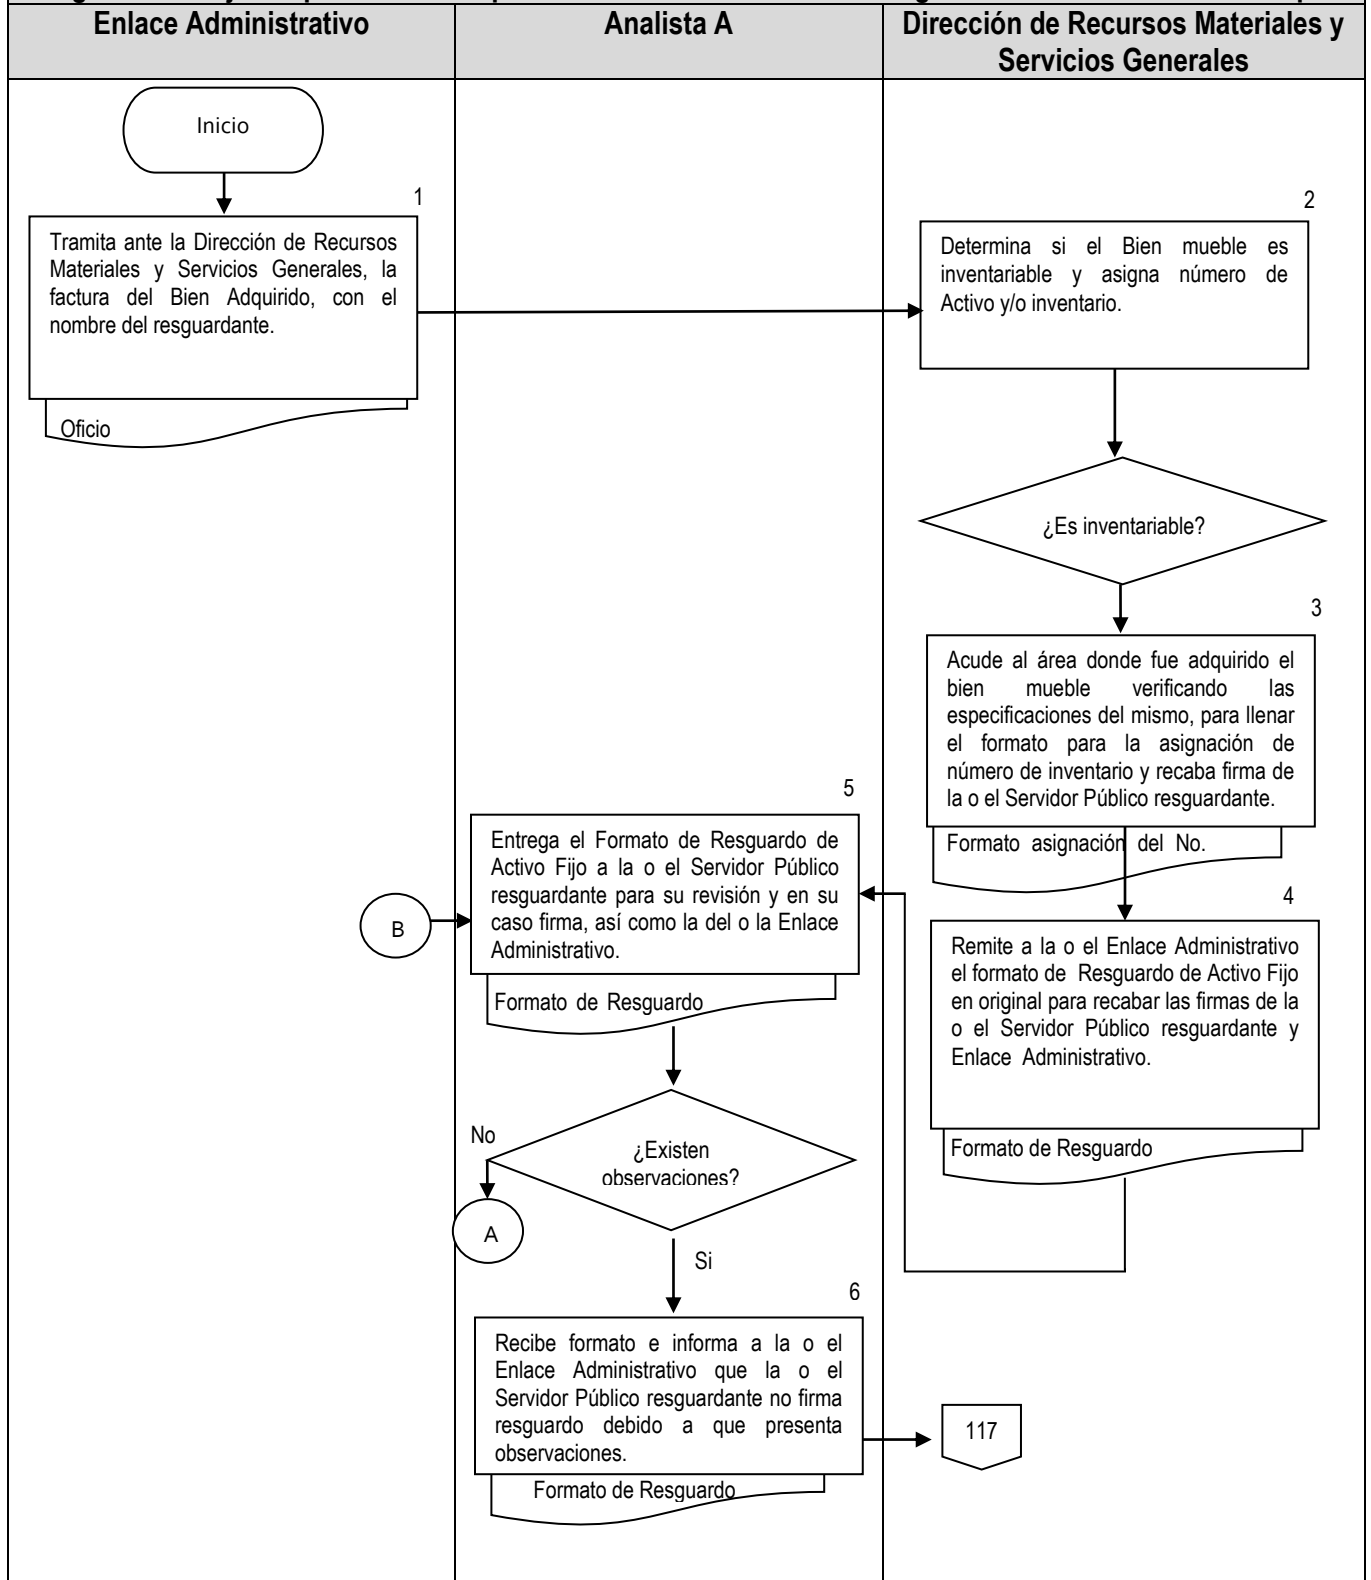 Enlace Administrativo
Analista A
Dirección de Recursos Materiales y
Servicios Generales
Inicio
1
Tramita ante la Dirección de Recursos
Materiales y Servicios Generales, la
factura del Bien Adquirido, con el
nombre del resguardante.
Oficio
2
Determina si el Bien mueble es
inventariable y asigna número de
Activo y/o inventario.
¿Es inventariable?
3
Acude al área donde fue adquirido el
bien mueble verificando las
especificaciones del mismo, para llenar
el formato para la asignación de
número de inventario y recaba firma de
la o el Servidor Público resguardante.
Formato asignación del No.
4
Remite a la o el Enlace Administrativo
el formato de Resguardo de Activo Fijo
en original para recabar las firmas de la
o el Servidor Público resguardante y
Enlace Administrativo.
Formato de Resguardo
5
Entrega el Formato de Resguardo de
Activo Fijo a la o el Servidor Público
resguardante para su revisión y en su
caso firma, así como la del o la Enlace
Administrativo.
Formato de Resguardo
B
¿Existen
observaciones?
No
A
Si
6
Recibe formato e informa a la o el
Enlace Administrativo que la o el
Servidor Público resguardante no firma
resguardo debido a que presenta
observaciones.
Formato de Resguardo
117